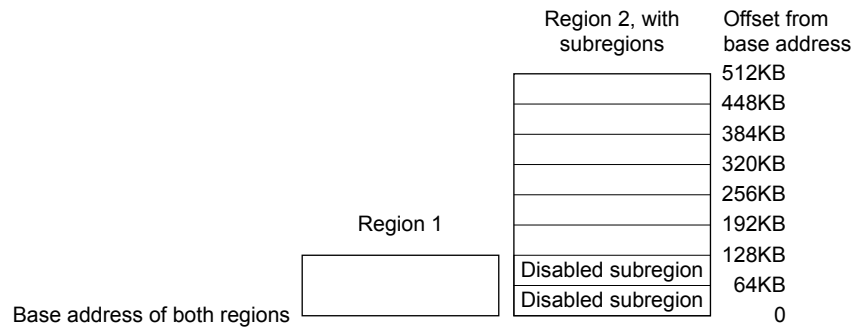 Region 2, with
subregions
Offset from
base address
512KB
448KB
384KB
320KB
256KB
Region 1
192KB
128KB
Disabled subregion
64KB
Disabled subregion
Base address of both regions
0